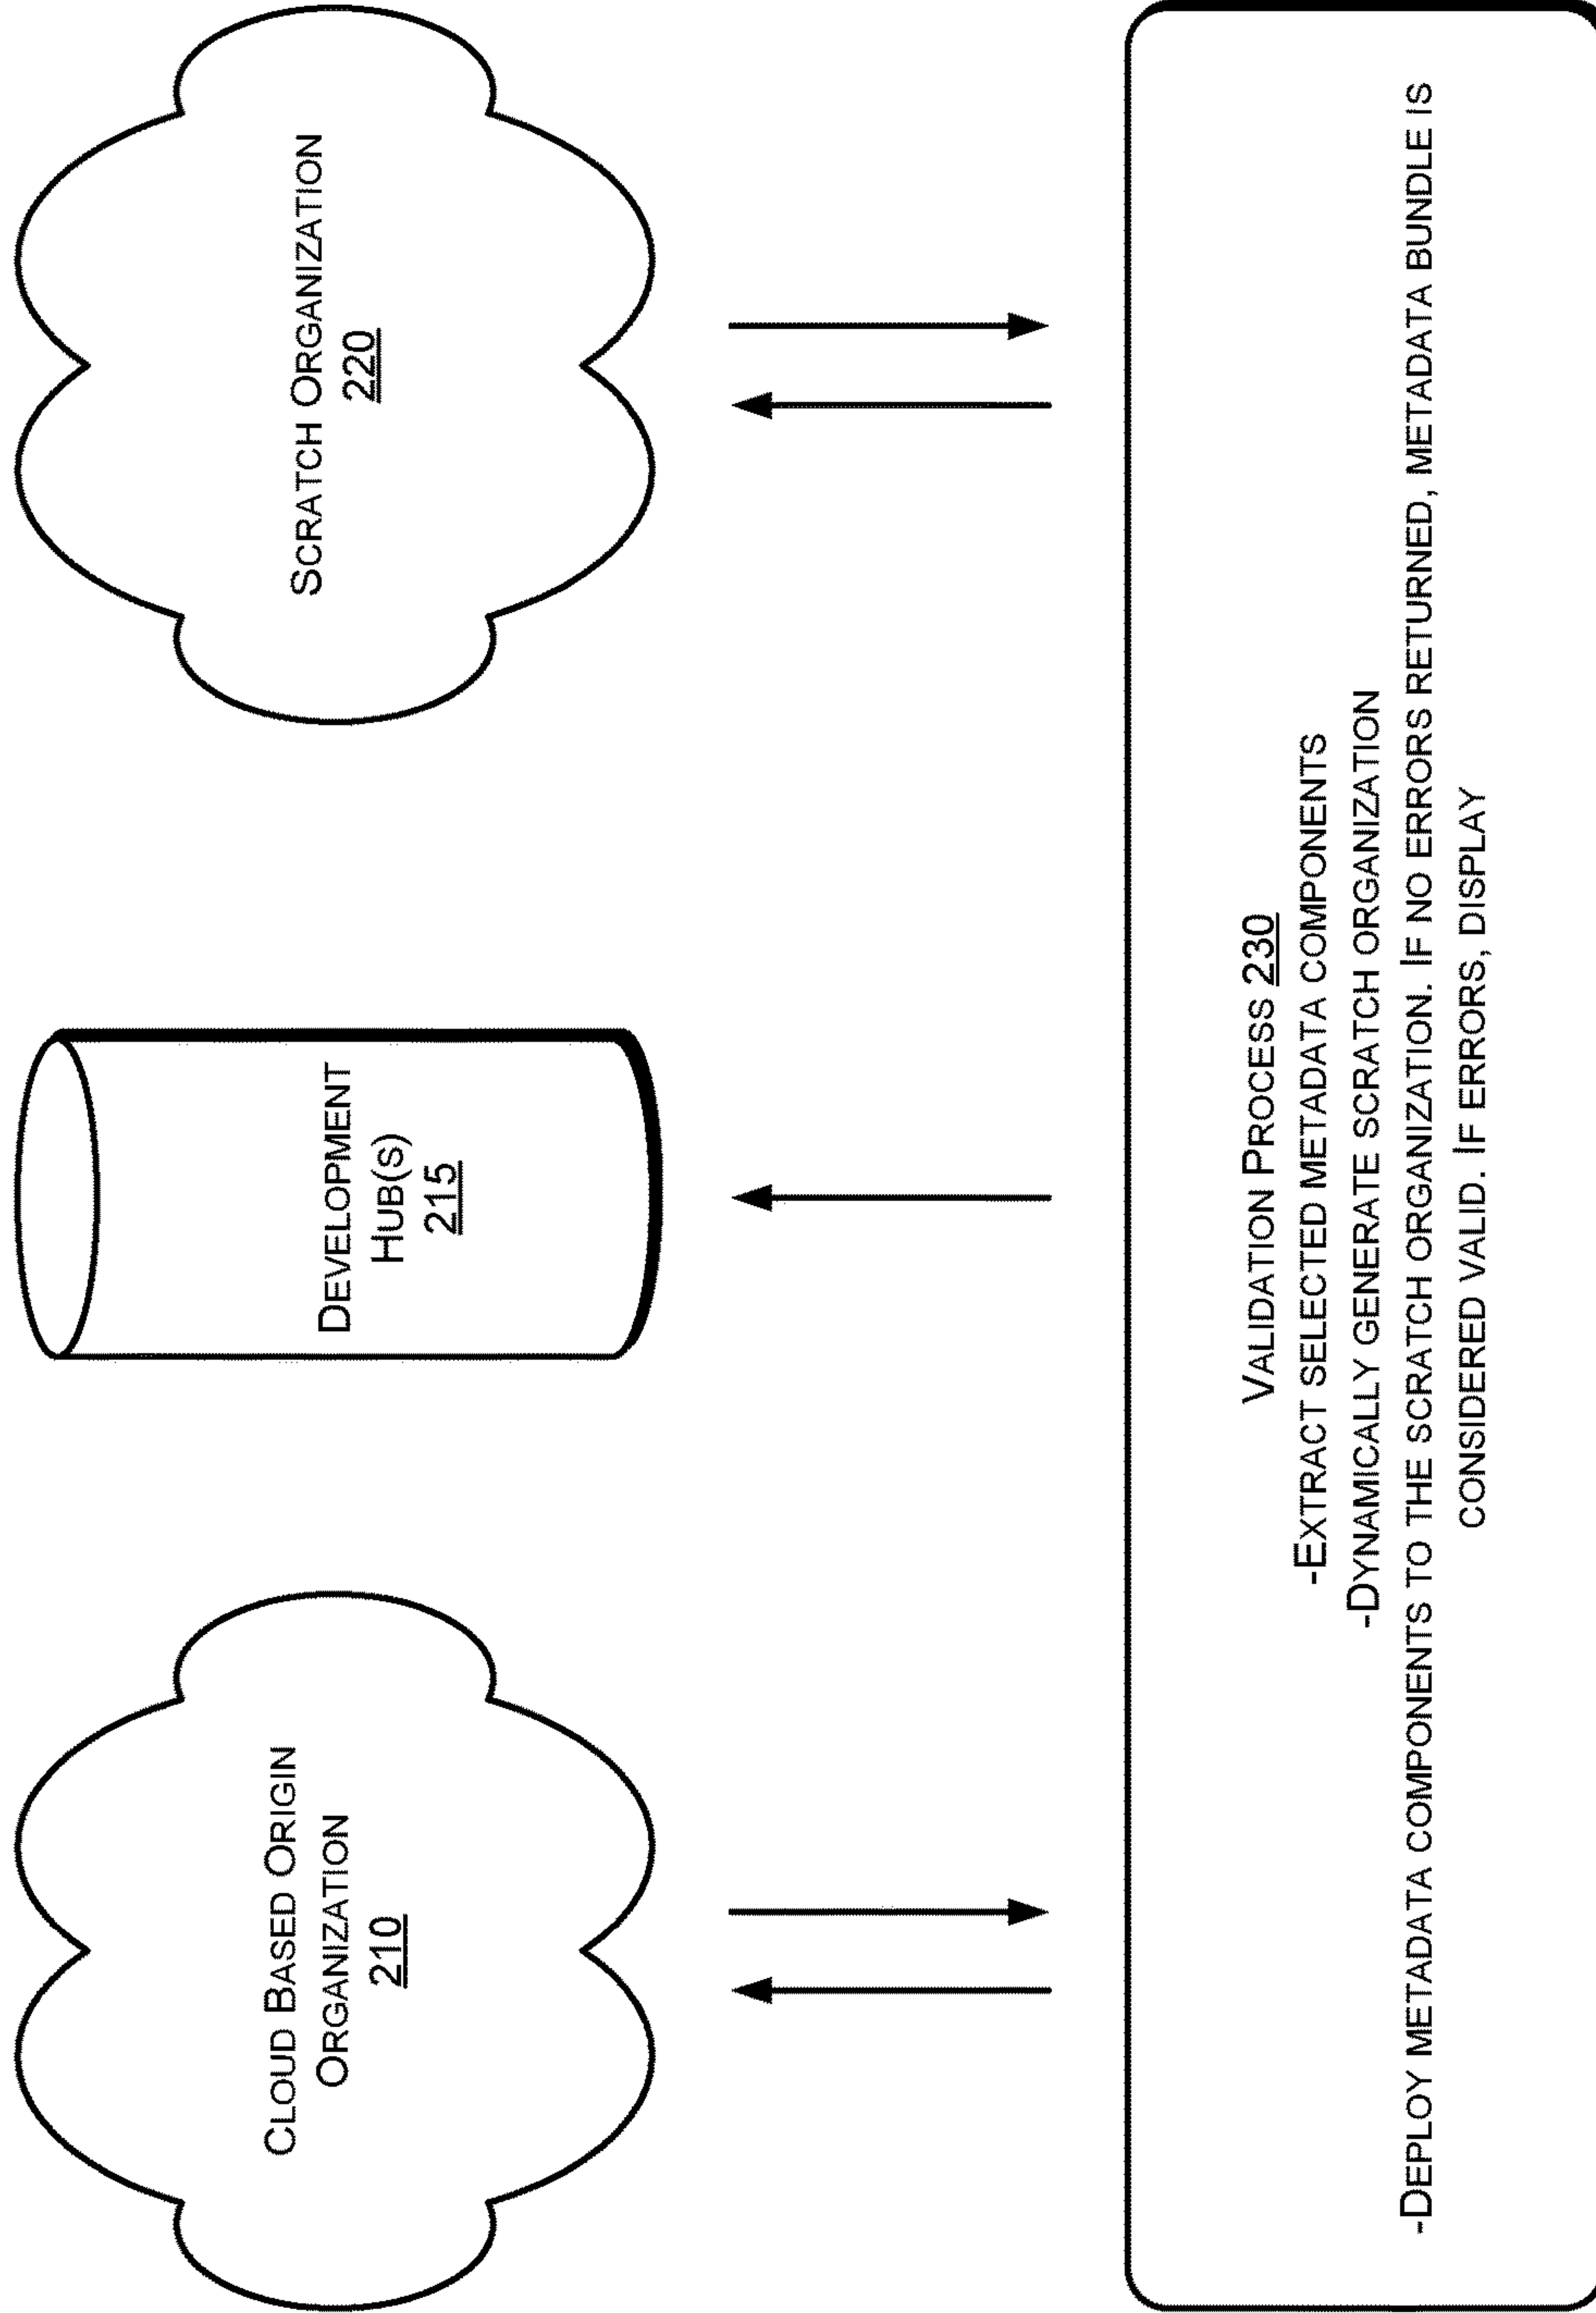 CLOUD BASED ORIGIN
ORGANIZATION
210
DEVELOPMENT
HUB(S)
215
SCRATCH ORGANIZATION
220
VALIDATION PROCESS 230
-EXTRACT SELECTED METADATA COMPONENTS
-DYNAMICALLY GENERATE SCRATCH ORGANIZATION
-DEPLOY METADATA COMPONENTS TO THE SCRATCH ORGANIZATION. IF NO ERRORS RETURNED, METADATA BUNDLE IS
CONSIDERED VALID. IF ERRORS, DISPLAY